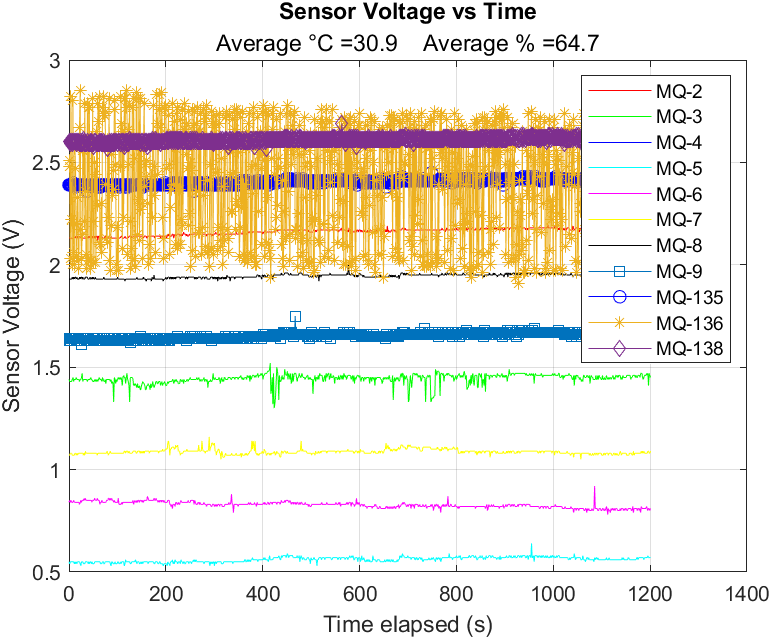 Sensor Voltage vs Time
Average °C =30.9 Average % =64.7
3
2.5
2
1.5
1
0.5
Sensor Voltage (V)
MQ-2
MQ-3
MQ-4
MQ-5
MQ-6
MQ-7
MQ-8
MQ-9
MQ-135
MQ-136
MQ-138
0 200 400 600 800 1000 1200 1400
Time elapsed (s)